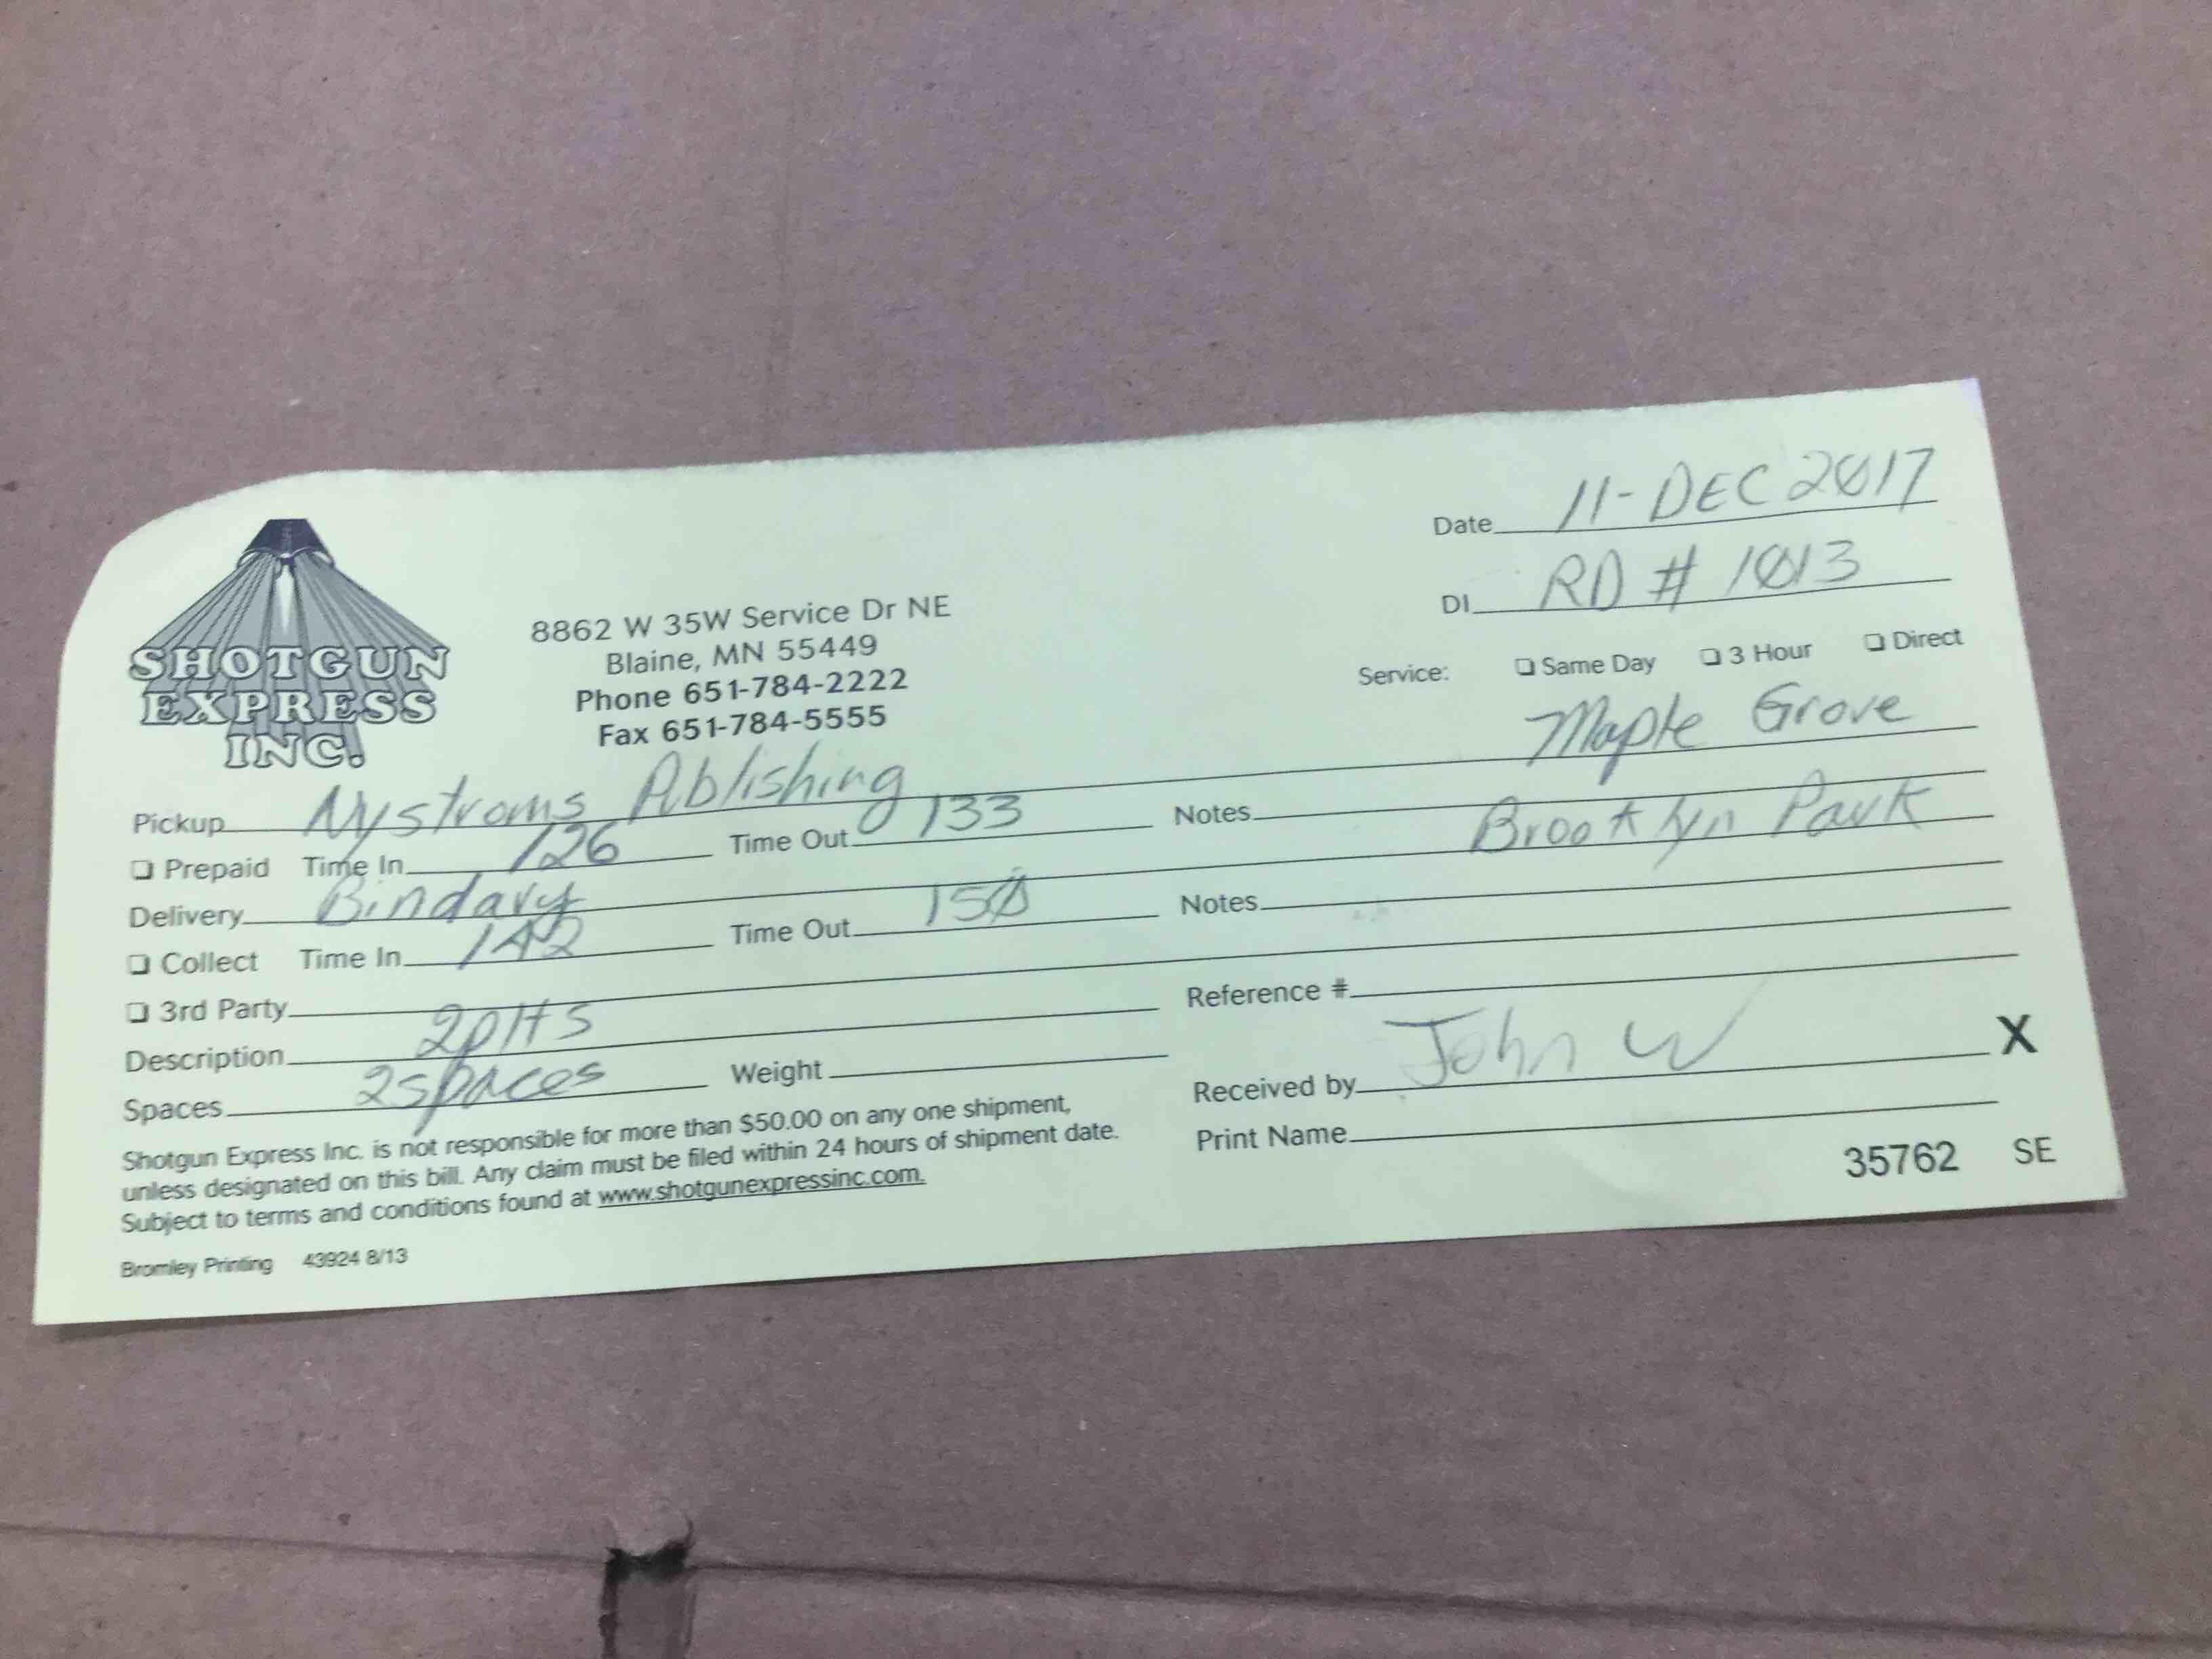 SHOTGUN
EXPRESS
INC.
8862 W 35W Service Dr NE
Blaine, MN 55449
Phone 651-784-2222
Fax 651-784-5555
Date 11-DEC 2017
DI RD # 1013
Service: Same Day 3 Hour Direct
Pickup Nystroms Publishing Maple Grove
Prepaid Time In 126 Time Out 133 Notes
Delivery Bindary Brooklyn Park
Collect Time In 142 Time Out 150 Notes
3rd Party
Description 2plts Reference #
Spaces 2spaces Weight
Received by John W X
Print Name
Shotgun Express Inc. is not responsible for more than $50.00 on any one shipment,
unless designated on this bill. Any claim must be filed within 24 hours of shipment date.
Subject to terms and conditions found at www.shotgunexpressinc.com.
35762 SE
Bromley Printing 43924 8/13